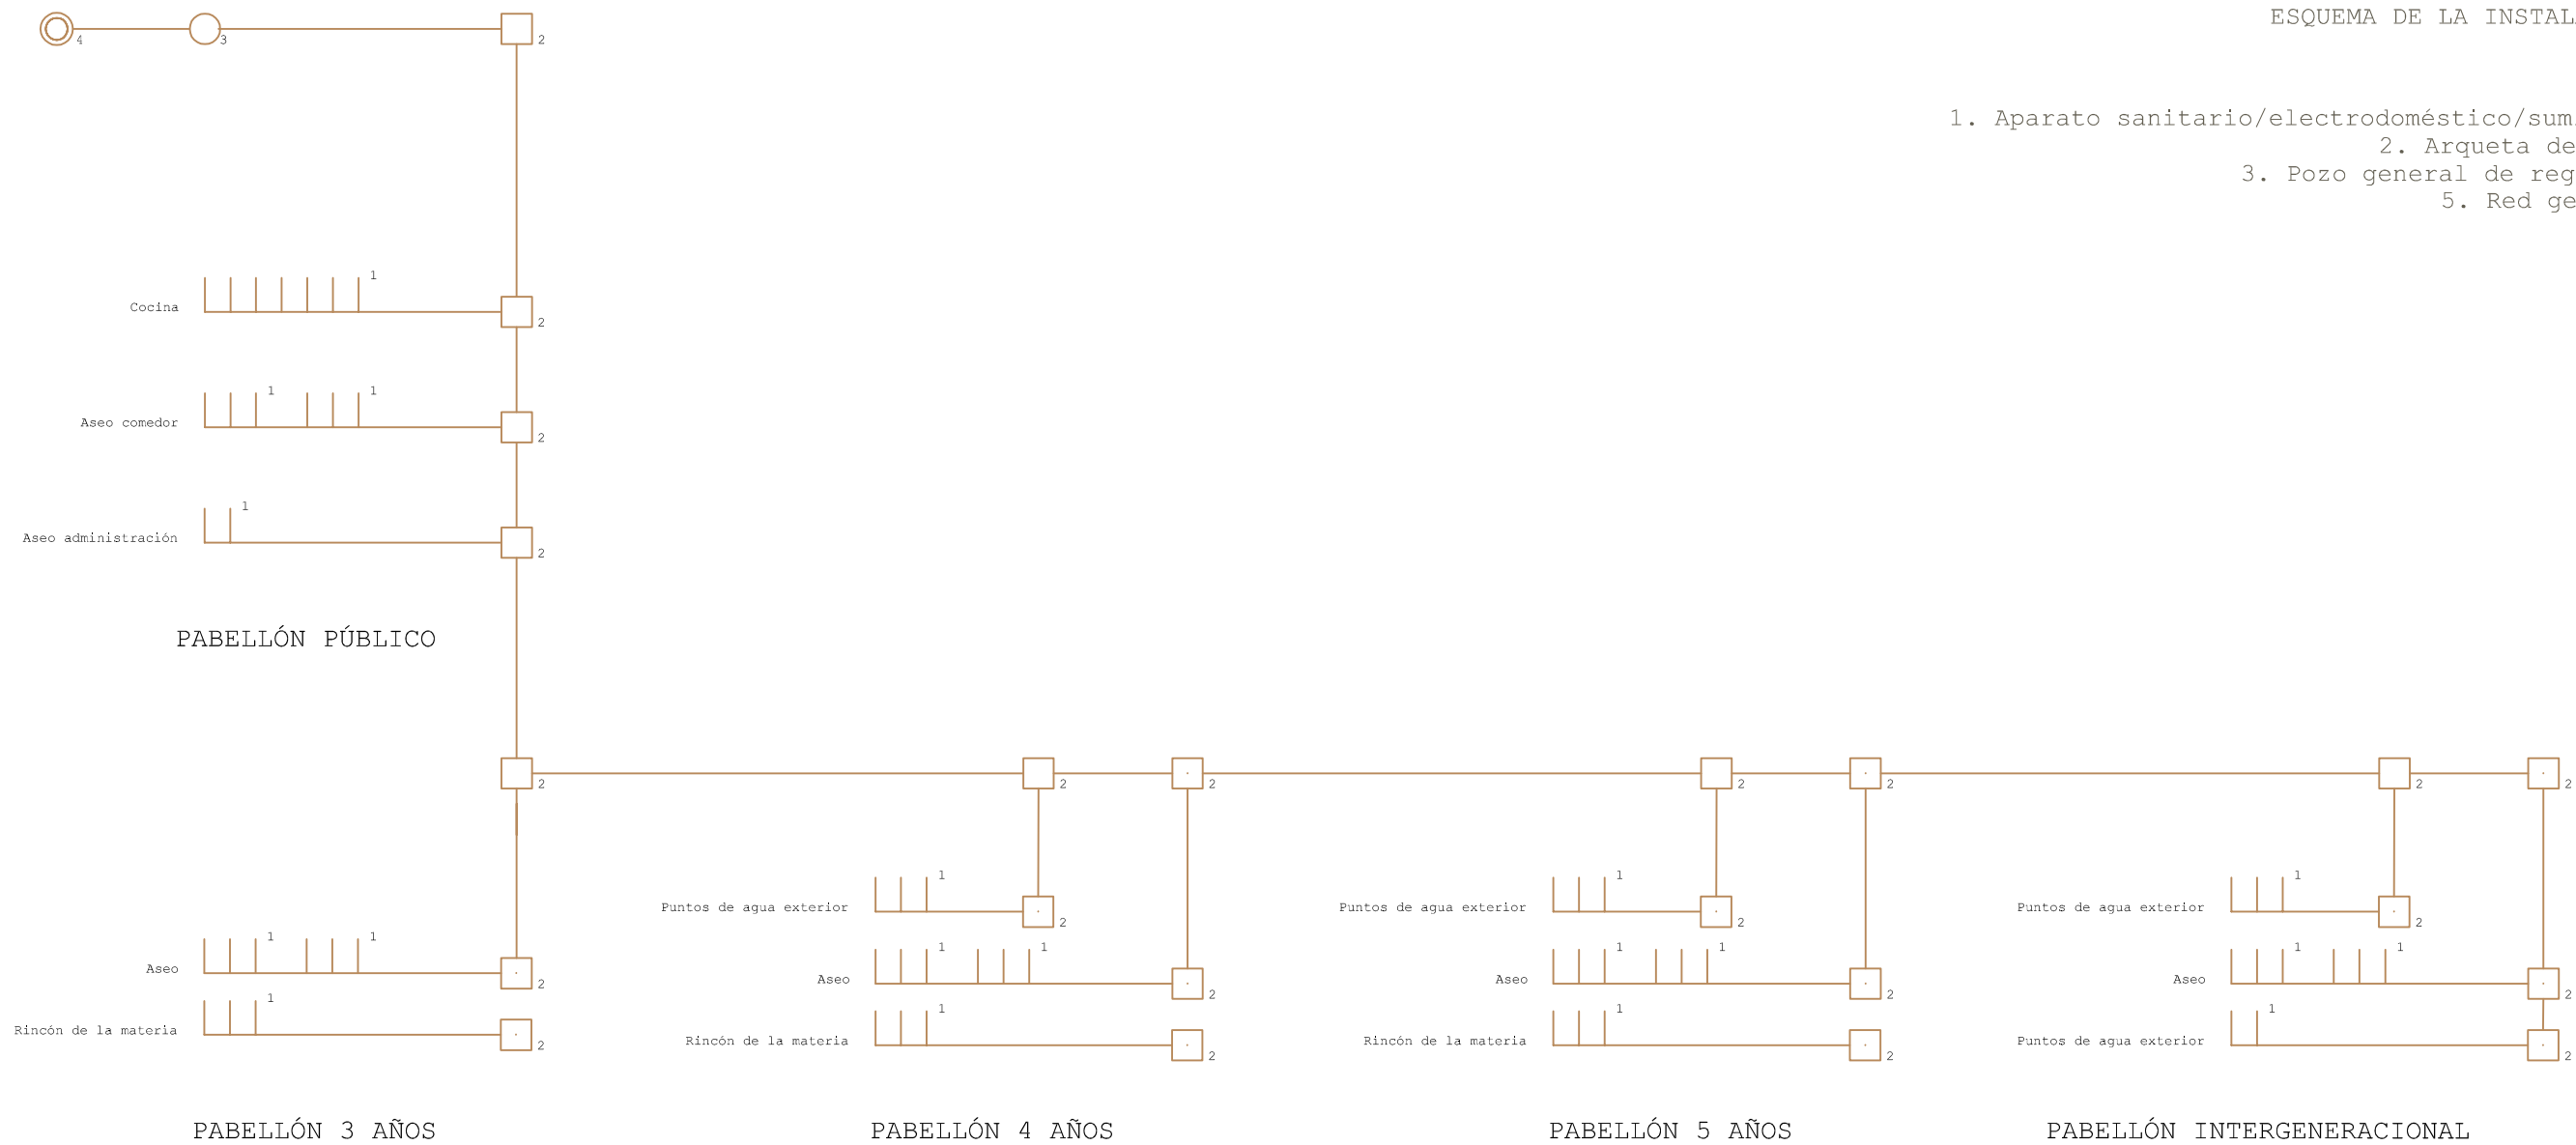 ESQUEMA DE LA INSTAL
1. Aparato sanitario/electrodoméstico/sum
2. Arqueta de
3. Pozo general de reg
5. Red ge
4 3 2
1
Cocina
2
1 1
Aseo comedor
2
1
Aseo administración
2
PABELLÓN PÚBLICO
2 2 2 2 2 2 2
1 1 1
Puntos de agua exterior Puntos de agua exterior Puntos de agua exterior
2 2 2
1 1
Aseo
2
1 1 1 1 1 1
Aseo Aseo Aseo
2 2 2
1
Rincón de la materia
2
1 1 1
Rincón de la materia Rincón de la materia Puntos de agua exterior
2 2 2
PABELLÓN 3 AÑOS PABELLÓN 4 AÑOS PABELLÓN 5 AÑOS PABELLÓN INTERGENERACIONAL